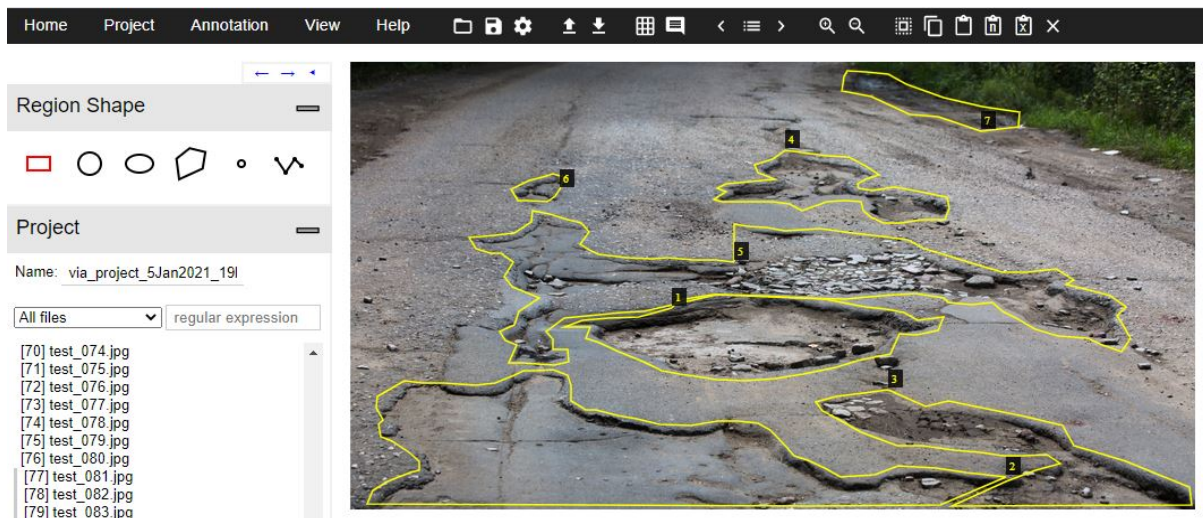 Home Project Annotation View Help
Region Shape
Project
Name: via_project_5Jan2021_19l
All files regular expression
[70] test_074.jpg
[71] test_075.jpg
[72] test_076.jpg
[73] test_077.jpg
[74] test_078.jpg
[75] test_079.jpg
[76] test_080.jpg
[77] test_081.jpg
[78] test_082.jpg
[79] test_083.jpg
7
4
6
5
1
3
2